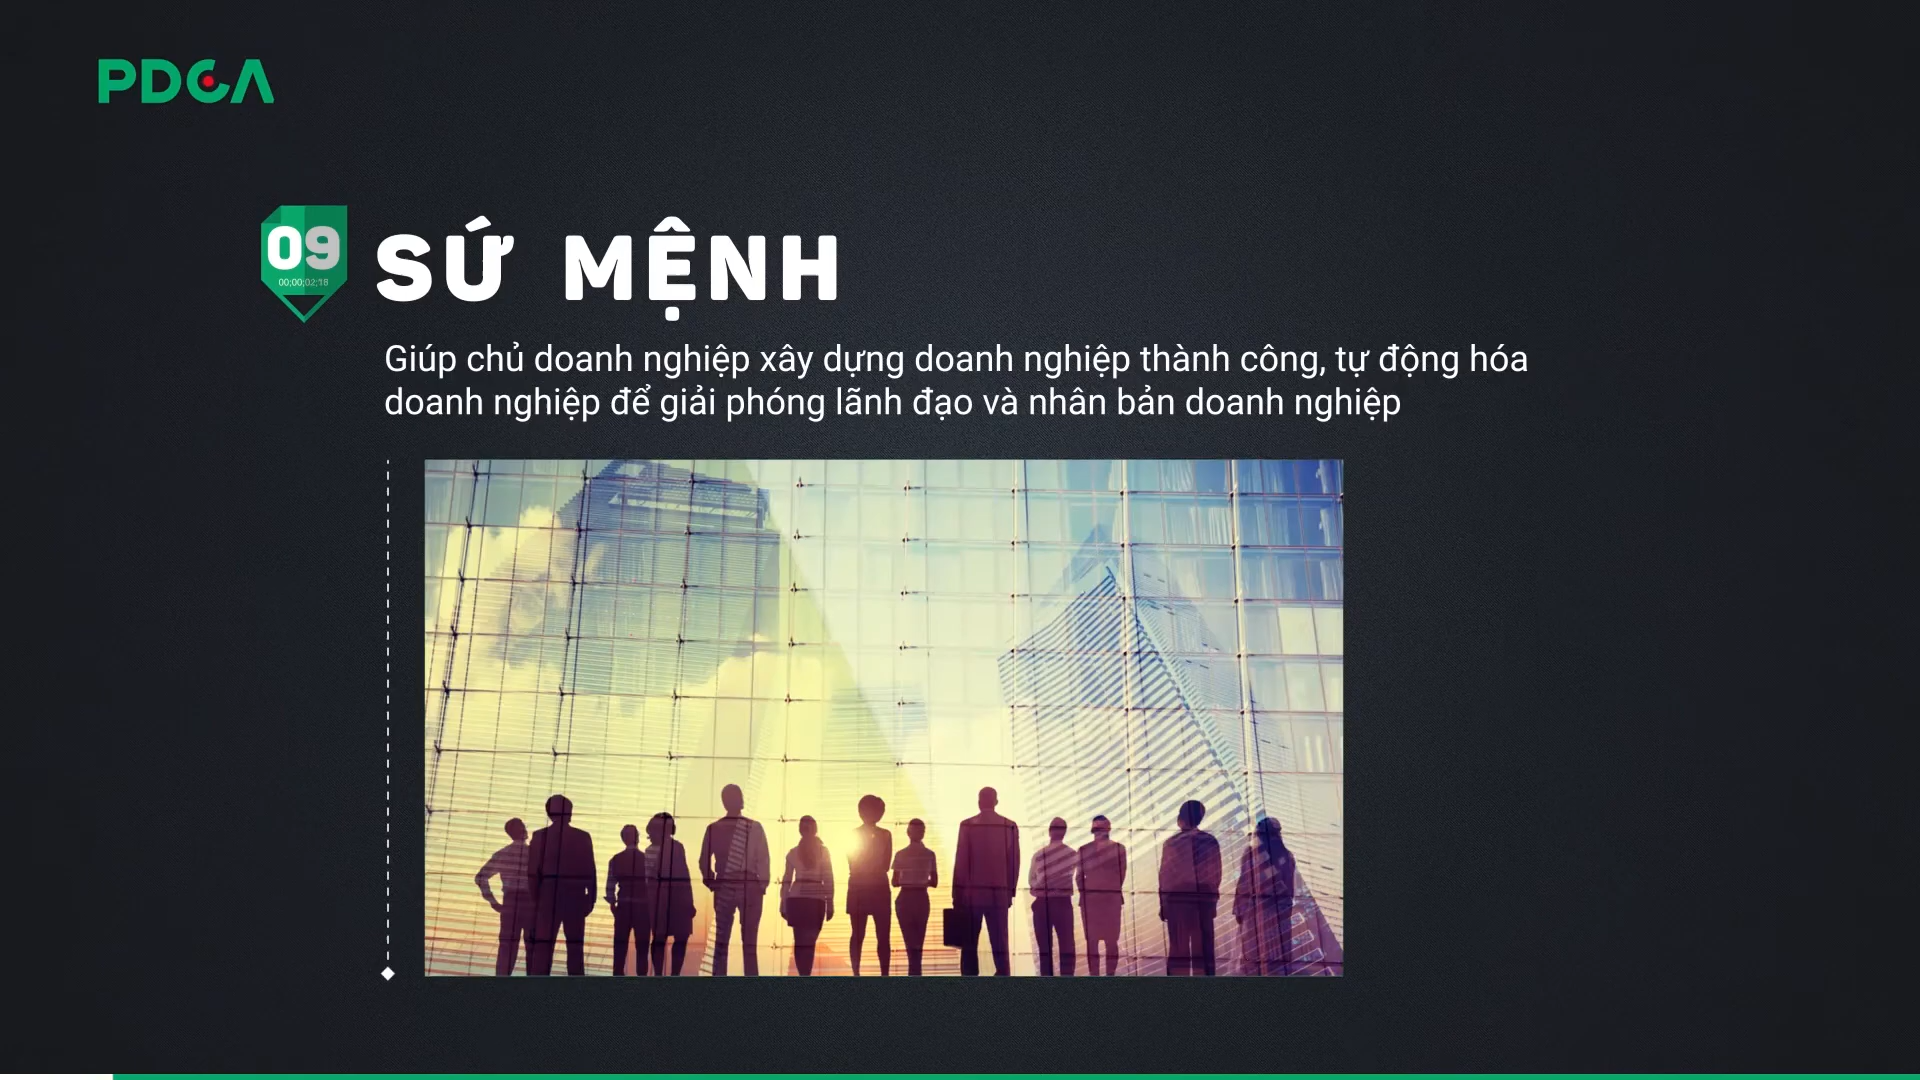 PDCA
09
00;00;02;18
SỨ MỆNH
Giúp chủ doanh nghiệp xây dựng doanh nghiệp thành công, tự động hóa
doanh nghiệp để giải phóng lãnh đạo và nhân bản doanh nghiệp